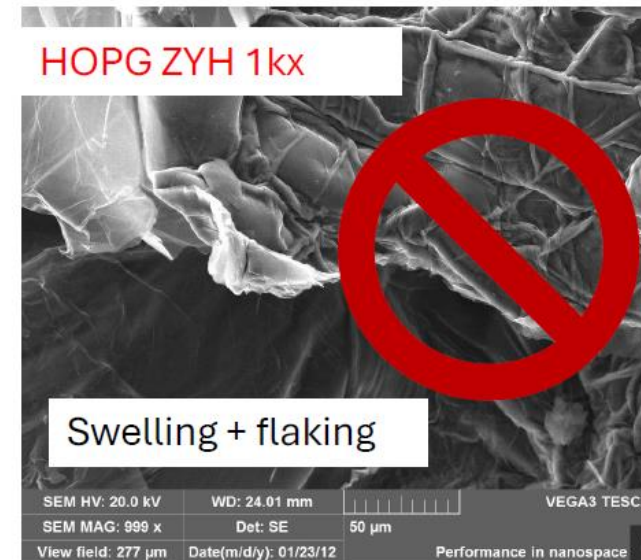 HOPG ZYH 1kx
Swelling + flaking
SEM HV: 20.0 kV WD: 24.01 mm VEGA3 TESC
SEM MAG: 999 x Det: SE 50 µm
View field: 277 µm Date(m/d/y): 01/23/12 Performance in nanospace